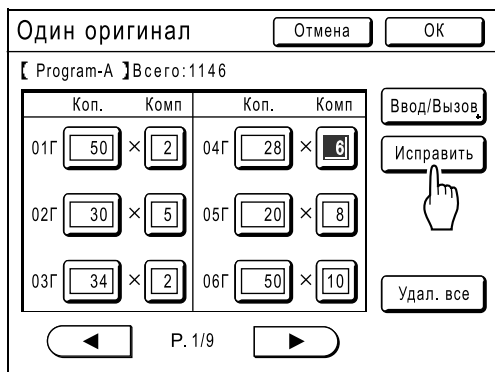 Один оригинал Отмена OK
【 Program-A 】Всего:1146
Коп. Комп Коп. Комп Ввод/Вызов
01Г 50 × 2 04Г 28 × 6 Исправить
02Г 30 × 5 05Г 20 × 8
03Г 34 × 2 06Г 50 × 10 Удал. все
◄ P. 1/9 ►